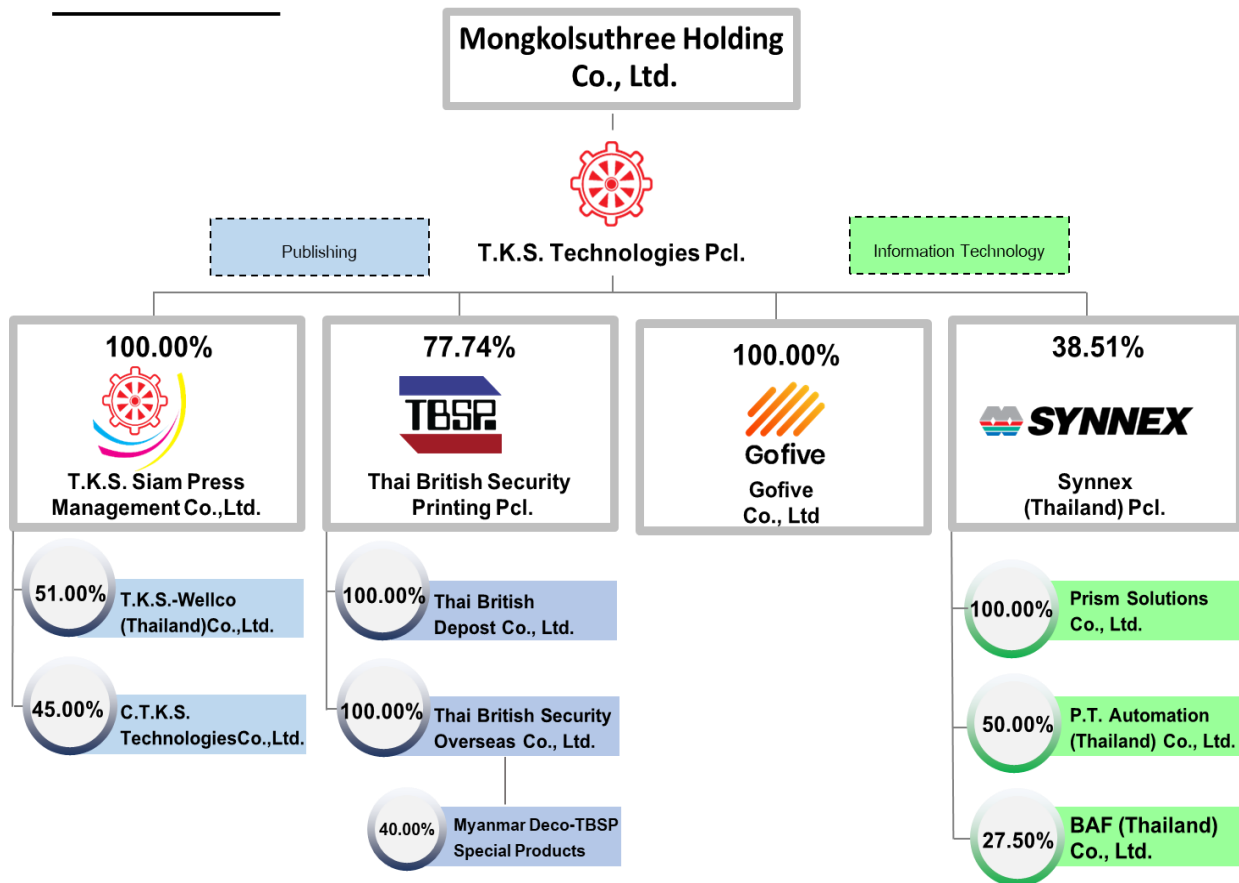 Mongkolsuthree Holding
Co., Ltd.
Publishing
T.K.S. Technologies Pcl.
Information Technology
100.00%
T.K.S. Siam Press
Management Co.,Ltd.
77.74%
TBSP.
Thai British Security
Printing Pcl.
100.00%
Gofive
Gofive
Co., Ltd
38.51%
SYNNEX
Synnex
(Thailand) Pcl.
51.00%
T.K.S.-Wellco
(Thailand)Co.,Ltd.
45.00%
C.T.K.S.
TechnologiesCo.,Ltd.
100.00%
Thai British
Depost Co., Ltd.
100.00%
Thai British Security
Overseas Co., Ltd.
40.00%
Myanmar Deco-TBSP
Special Products
100.00%
Prism Solutions
Co., Ltd.
50.00%
P.T. Automation
(Thailand) Co., Ltd.
27.50%
BAF (Thailand)
Co., Ltd.